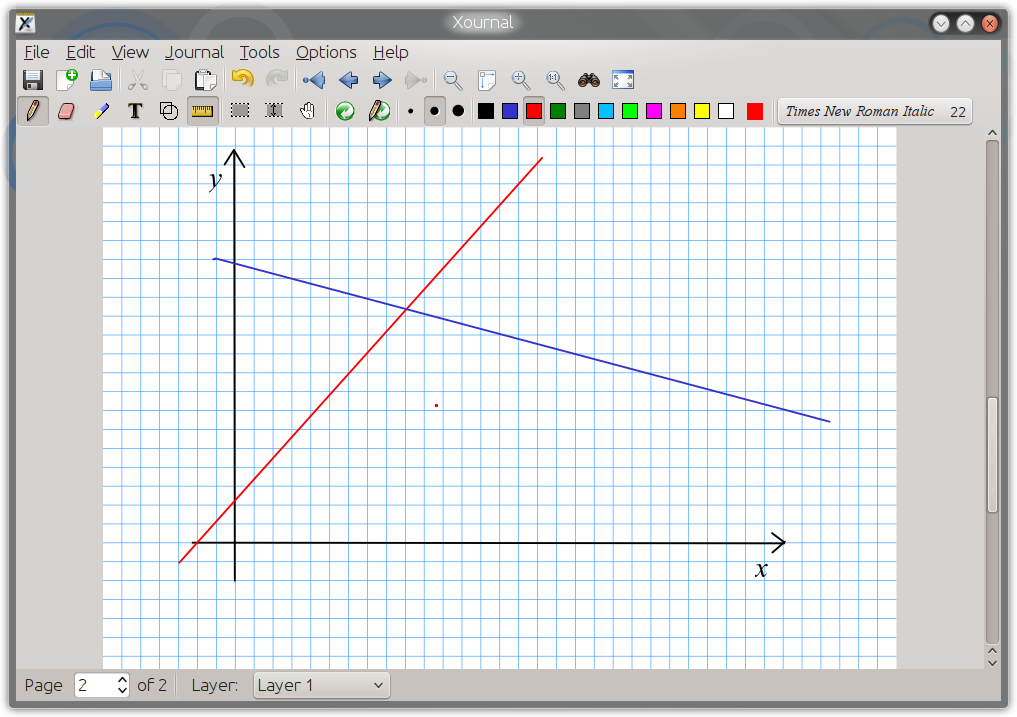 Xournal
File Edit View Journal Tools Options Help
T Times New Roman Italic 22
y
x
Page 2 of 2 Layer: Layer 1